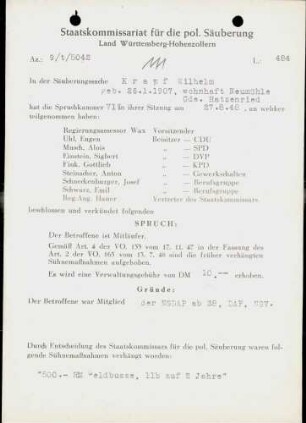 Staatskommissariat für die pol. Säuberung
Land Württemberg-Hohenzollern
Az.: 9/t/6042
484
In der Säuberungssache K r a p f Wilhelm
geb. 26.1.1907, wohnhaft Neumühle
Gde. Hatzenried
hat die Spruchkammer 71 in ihrer Sitzung am 27.8.48, an welcher
teilgenommen haben:
Regierungsassessor Wax Vorsitzender
Uhl, Eugen Beisitzer — CDU
Musch, Alois „ — SPD
Einstein, Sigbert „ — DVP
Fink, Gottlieb „ — KPD
Steinacher, Anton „ — Gewerkschaften
Schneckenburger, Josef „ — Berufsgruppe
Schwarz, Emil „ — Berufsgruppe
Reg.Ang. Hauer Vertreter des Staatskommissars
beschlossen und verkündet folgenden
SPRUCH:
Der Betroffene ist Mitläufer.
Gemäß Art. 4 der VO. 133 vom 17. 11. 47 in der Fassung des
Art. 2 der VO. 165 vom 13. 7. 48 sind die früher verhängten
Sühnemaßnahmen aufgehoben.
Es wird eine Verwaltungsgebühr von DM 10,-- erhoben.
Gründe:
Der Betroffene war Mitglied der NSDAP ab 38, DAF, NSV.
Durch Entscheidung des Staatskommissars für die pol. Säuberung waren fol-
gende Sühnemaßnahmen verhängt worden:
"500.- RM Geldbusse, 11b auf 2 Jahre"